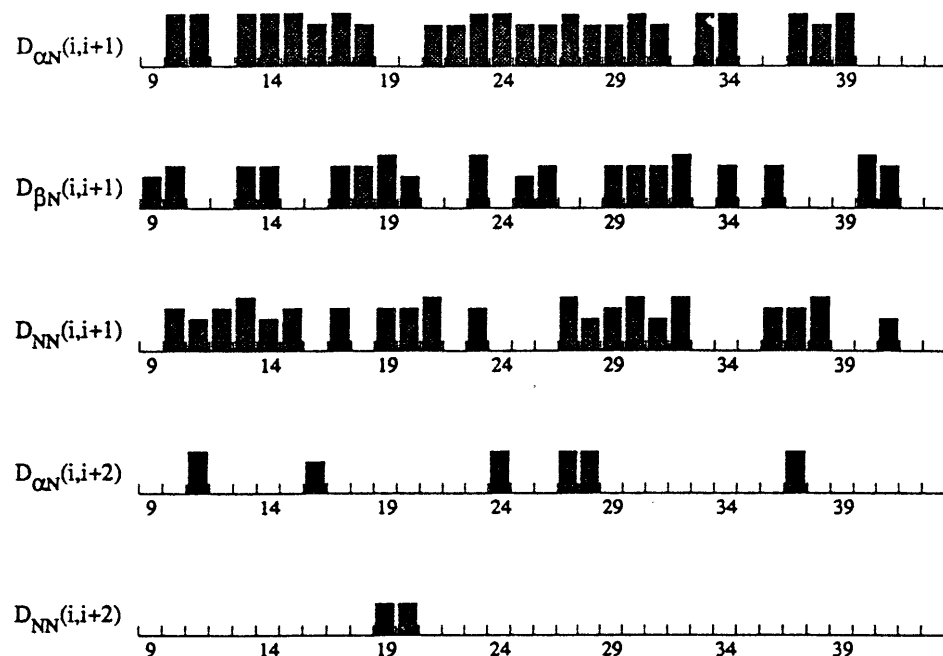 DαN(i,i+1)
9 14 19 24 29 34 39
DβN(i,i+1)
9 14 19 24 29 34 39
DNN(i,i+1)
9 14 19 24 29 34 39
DαN(i,i+2)
9 14 19 24 29 34 39
DNN(i,i+2)
9 14 19 24 29 34 39